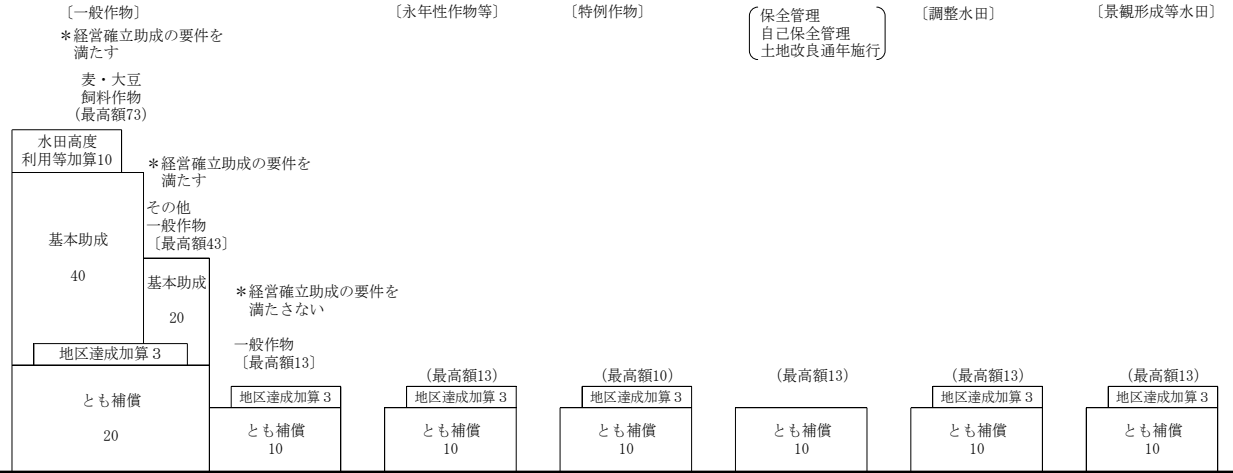 〔一般作物〕
＊経営確立助成の要件を
満たす
麦・大豆
飼料作物
(最高額73)
水田高度
利用等加算10
基本助成
40
＊経営確立助成の要件を
満たす
その他
一般作物
〔最高額43〕
基本助成
20
地区達成加算３
とも補償
20
＊経営確立助成の要件を
満たさない
一般作物
〔最高額13〕
地区達成加算３
とも補償
10
〔永年性作物等〕
(最高額13)
地区達成加算３
とも補償
10
〔特例作物〕
(最高額10)
地区達成加算３
とも補償
10
保全管理
自己保全管理
土地改良通年施行
(最高額13)
とも補償
10
〔調整水田〕
(最高額13)
地区達成加算３
とも補償
10
〔景観形成等水田〕
(最高額13)
地区達成加算３
とも補償
10